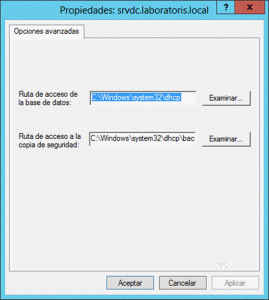 Propiedades: srvdc.laboratoris.local
?
X
Opciones avanzadas
Ruta de acceso de
la base de datos:
C:\Windows\system32\dhcp
Examinar...
Ruta de acceso a la
copia de seguridad:
C:\Windows\system32\dhcp\bac
Examinar...
Aceptar
Cancelar
Aplicar